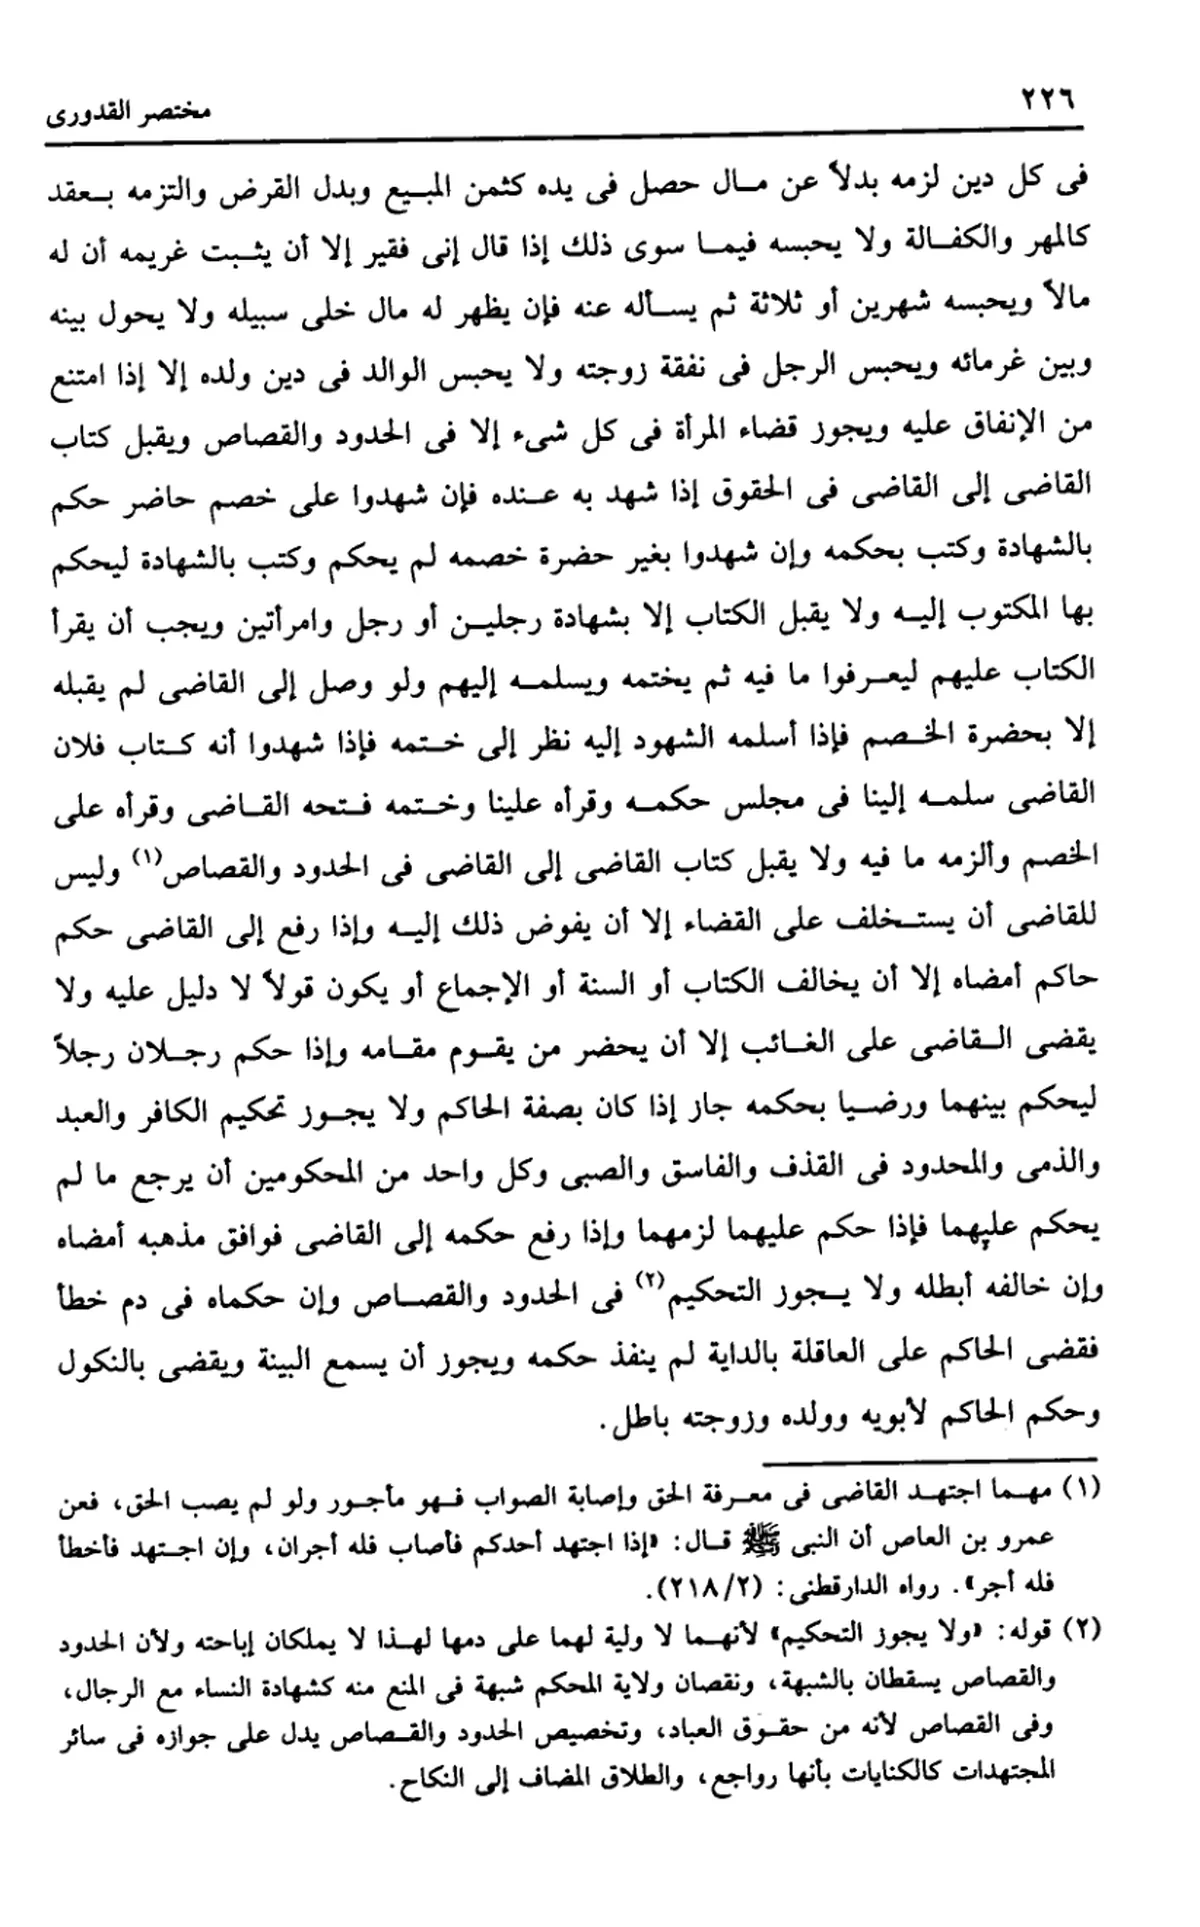 ٢٢٦
مختصر القدورى
فى كل دين لزمه بدلاً عن مال حصل فى يده كثمن المبيع وبدل القرض والتزمه بعقد
كالمهر والكفالة ولا يحبسه فيما سوى ذلك إذا قال إنى فقير إلا أن يثبت غريمه أن له
مالاً ويحبسه شهرين أو ثلاثة ثم يسأله عنه فإن يظهر له مال خلى سبيله ولا يحول بينه
وبين غرمائه ويحبس الرجل فى نفقة زوجته ولا يحبس الوالد فى دين ولده إلا إذا امتنع
من الإنفاق عليه ويجوز قضاء المرأة فى كل شىء إلا فى الحدود والقصاص ويقبل كتاب
القاضى إلى القاضى فى الحقوق إذا شهد به عنده فإن شهدوا على خصم حاضر حكم
بالشهادة وكتب بحكمه وإن شهدوا بغير حضرة خصمه لم يحكم وكتب بالشهادة ليحكم
بها المكتوب إليه ولا يقبل الكتاب إلا بشهادة رجلين أو رجل وامرأتين ويجب أن يقرأ
الكتاب عليهم ليعرفوا ما فيه ثم يختمه ويسلمه إليهم ولو وصل إلى القاضى لم يقبله
إلا بحضرة الخصم فإذا أسلمه الشهود إليه نظر إلى ختمه فإذا شهدوا أنه كتاب فلان
القاضى سلمه إلينا فى مجلس حكمه وقرأه علينا وختمه فتحه القاضى وقرأه على
الخصم وألزمه ما فيه ولا يقبل كتاب القاضى إلى القاضى فى الحدود والقصاص(١) وليس
للقاضى أن يستخلف على القضاء إلا أن يفوض ذلك إليه وإذا رفع إلى القاضى حكم
حاكم أمضاه إلا أن يخالف الكتاب أو السنة أو الإجماع أو يكون قولاً لا دليل عليه ولا
يقضى القاضى على الغائب إلا أن يحضر من يقوم مقامه وإذا حكم رجلان رجلاً
ليحكم بينهما ورضيا بحكمه جاز إذا كان بصفة الحاكم ولا يجوز تحكيم الكافر والعبد
والذمى والمحدود فى القذف والفاسق والصبى وكل واحد من المحكومين أن يرجع ما لم
يحكم عليهما فإذا حكم عليهما لزمهما وإذا رفع حكمه إلى القاضى فوافق مذهبه أمضاه
وإن خالفه أبطله ولا يجوز التحكيم(٢) فى الحدود والقصاص وإن حكماه فى دم خطأ
فقضى الحاكم على العاقلة بالداية لم ينفذ حكمه ويجوز أن يسمع البينة ويقضى بالنكول
وحكم الحاكم لأبويه وولده وزوجته باطل.
(١) مهما اجتهد القاضى فى معرفة الحق وإصابة الصواب فهو مأجور ولو لم يصب الحق، فعن
عمرو بن العاص أن النبى ﷺ قال: «إذا اجتهد أحدكم فأصاب فله أجران، وإن اجتهد فأخطأ
فله أجر». رواه الدارقطنى: (٢١٨/٢).
(٢) قوله: «ولا يجوز التحكيم» لأنهما لا ولية لهما على دمها لهذا لا يملكان إباحته ولأن الحدود
والقصاص يسقطان بالشبهة، ونقصان ولاية المحكم شبهة فى المنع منه كشهادة النساء مع الرجال،
وفى القصاص لأنه من حقوق العباد، وتخصيص الحدود والقصاص يدل على جوازه فى سائر
المجتهدات كالكنايات بأنها رواجع، والطلاق المضاف إلى النكاح.